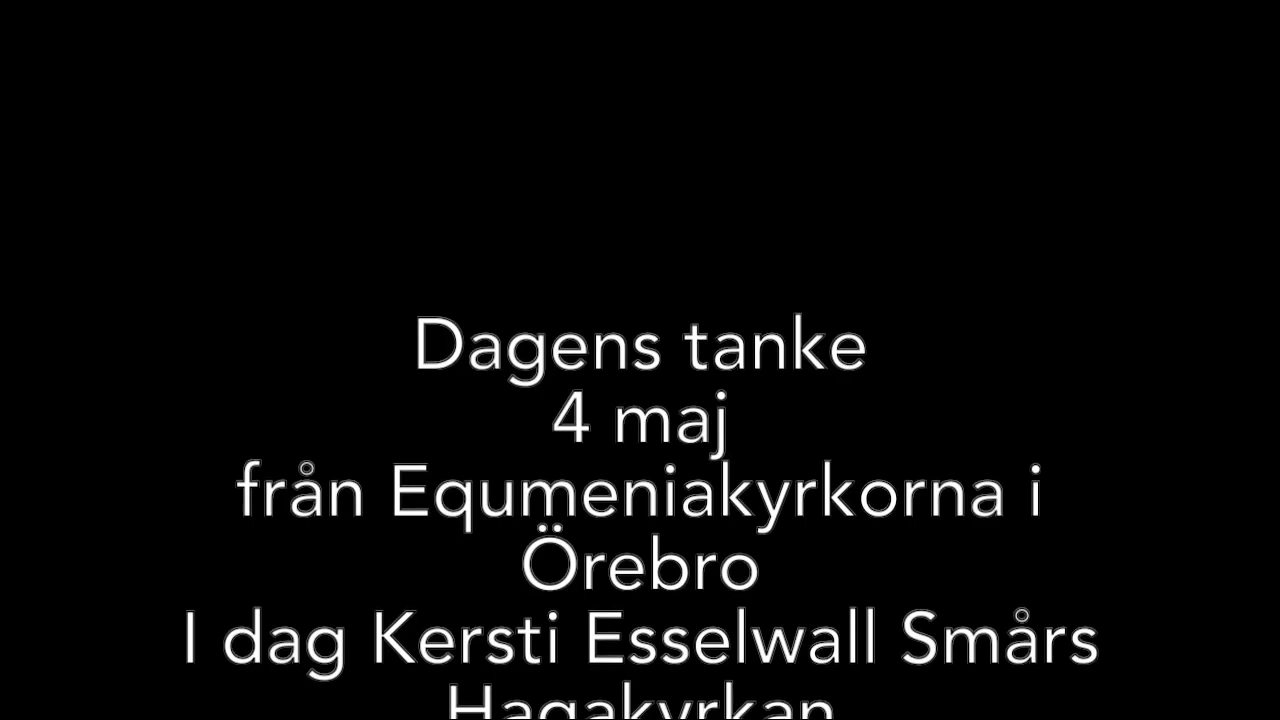 Dagens tanke
4 maj
från Equmeniakyrkorna i
Örebro
I dag Kersti Esselwall Smårs
Hagakyrkan